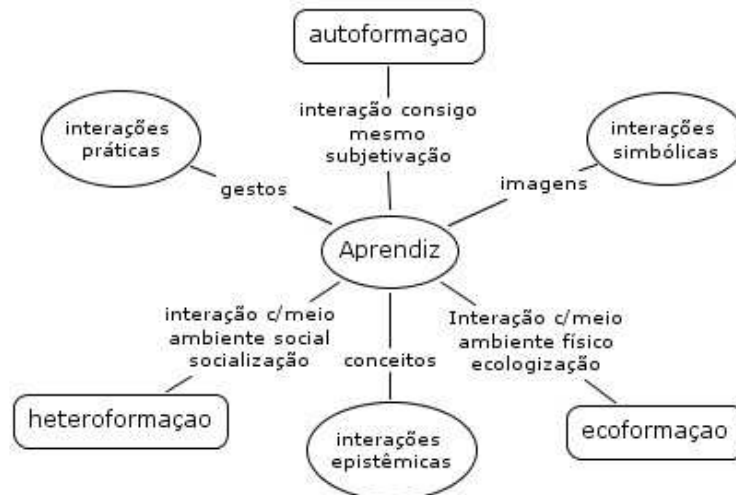 autoformaçao
interação consigo
mesmo
subjetivação
interações
práticas
interações
simbólicas
gestos
imagens
Aprendiz
interação c/meio
ambiente social
socialização
Interação c/meio
ambiente físico
ecologização
conceitos
heteroformaçao
interações
epistêmicas
ecoformaçao